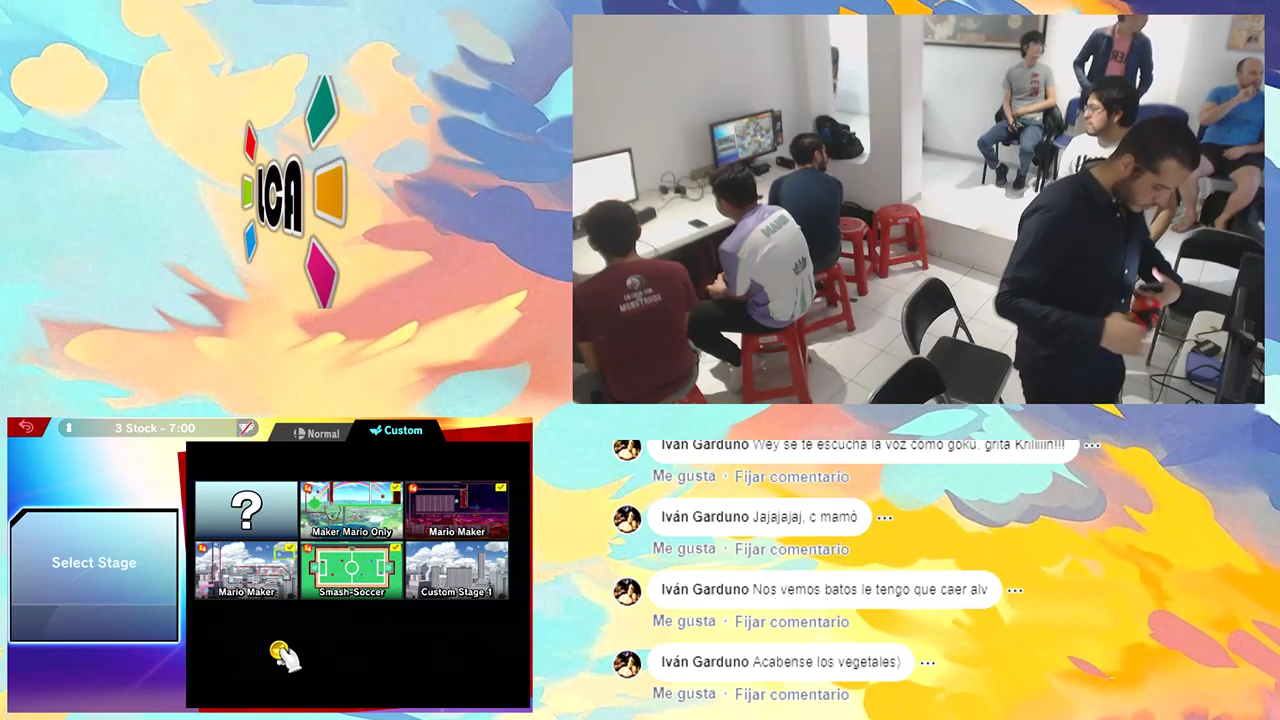 ICA
3 Stock - 7:00
Normal
Custom
Select Stage
?
Maker Mario Only
Mario Maker
Mario Maker
Smash-Soccer
Custom Stage 1
Iván Garduno Wey se te escucha la voz como goku, grita Krilliiin!!!
Me gusta · Fijar comentario
Iván Garduno Jajajajaj, c mamó
Me gusta · Fijar comentario
Iván Garduno Nos vemos batos le tengo que caer alv
Me gusta · Fijar comentario
Iván Garduno Acabense los vegetales)
Me gusta · Fijar comentario